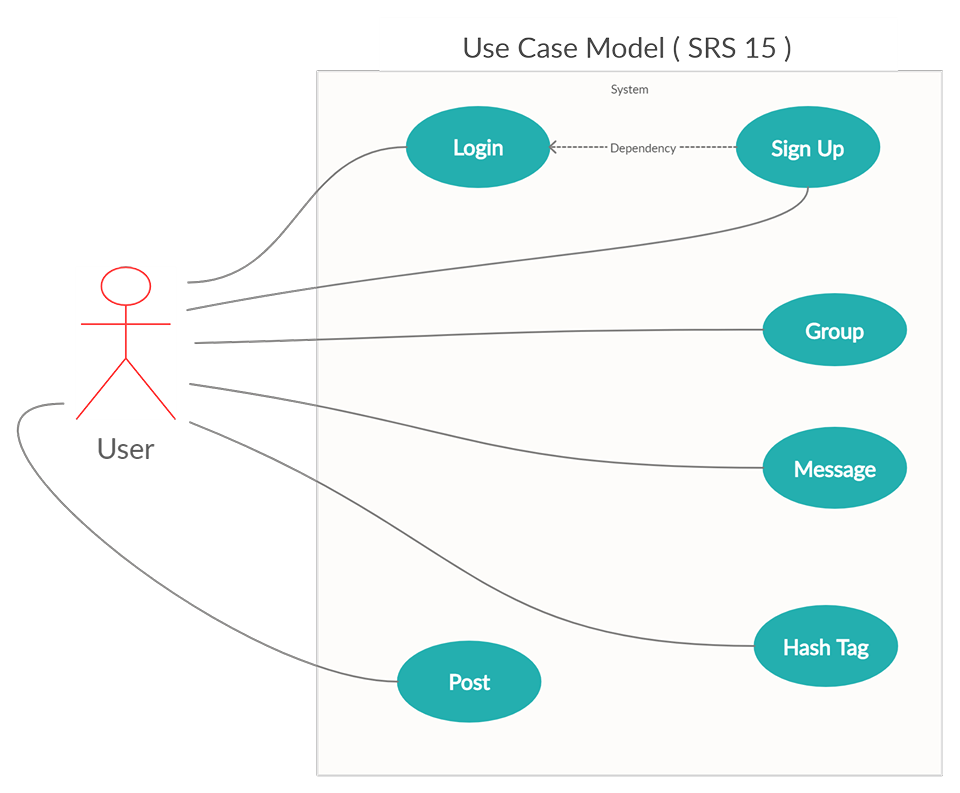 Use Case Model ( SRS 15 )
System
Login
Dependency
Sign Up
Group
User
Message
Hash Tag
Post